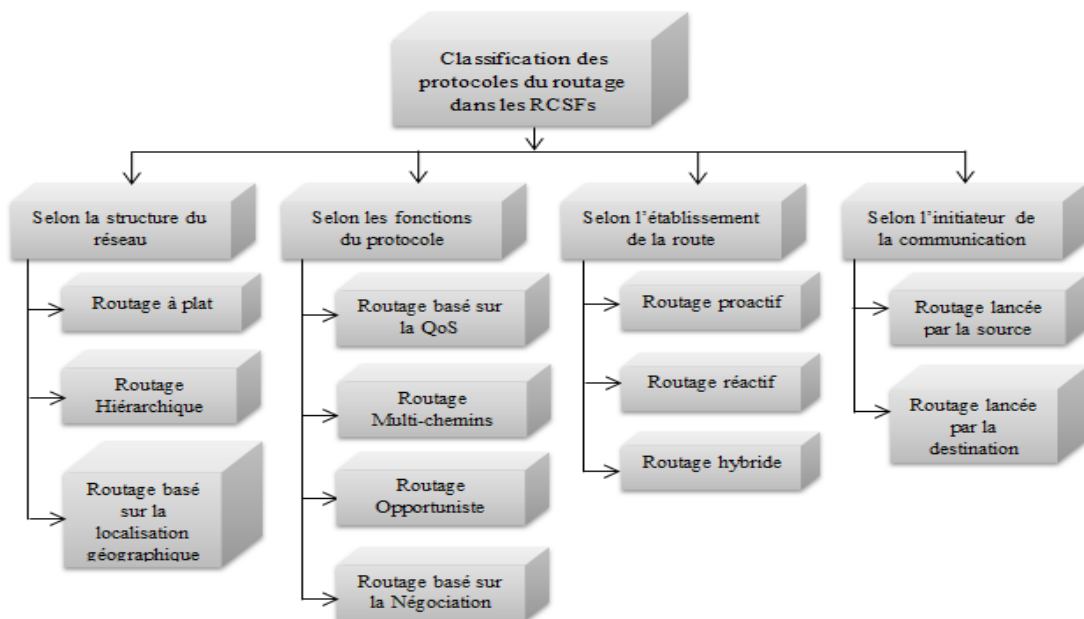 Classification des
protocoles du routage
dans les RCSFs
Selon la structure du
réseau
Routage à plat
Routage
Hiérarchique
Routage basé
sur la
localisation
géographique
Selon les fonctions
du protocole
Routage basé sur
la QoS
Routage
Multi-chemins
Routage
Opportuniste
Routage basé sur
la Négociation
Selon l’établissement
de la route
Routage proactif
Routage réactif
Routage hybride
Selon l’initiateur de
la communication
Routage lancée
par la source
Routage lancée
par la
destination